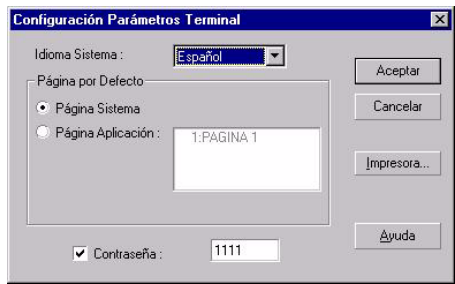 Configuración Parámetros Terminal
Idioma Sistema :
Español
Página por Defecto
Página Sistema
Página Aplicación :
1:PAGINA 1
Contraseña :
1111
Aceptar
Cancelar
Impresora...
Ayuda